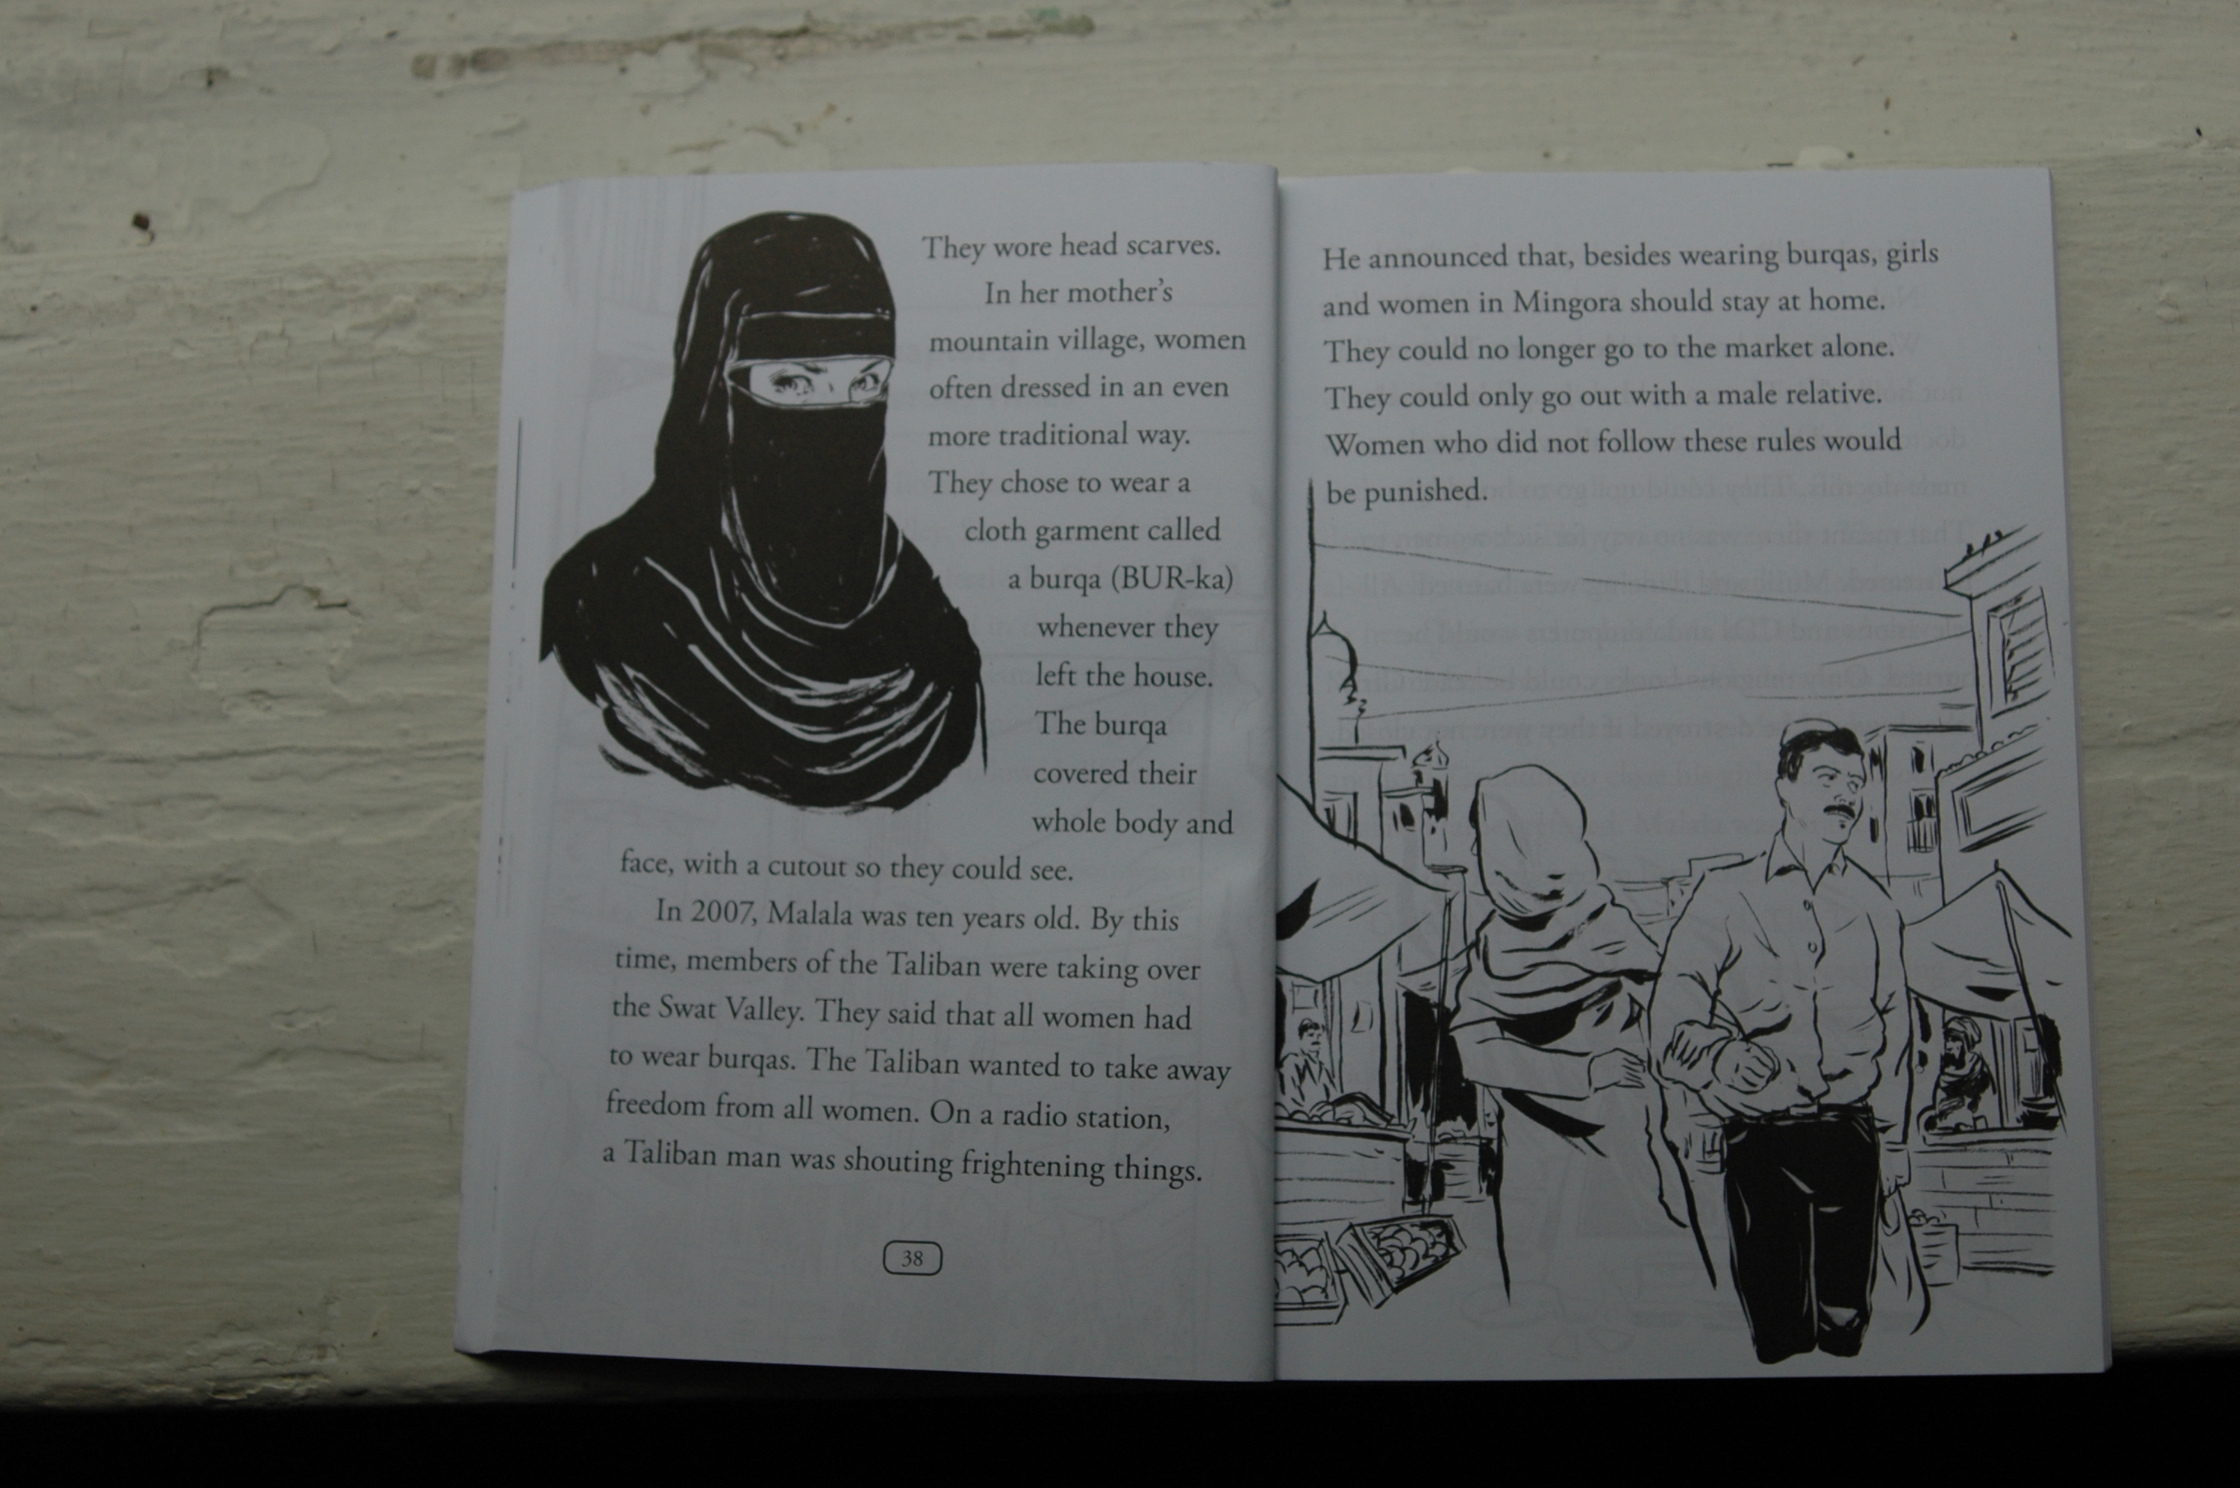 They wore head scarves.
In her mother's
mountain village, women
often dressed in an even
more traditional way.
They chose to wear a
cloth garment called
a burqa (BUR-ka)
whenever they
left the house.
The burqa
covered their
whole body and
face, with a cutout so they could see.
In 2007, Malala was ten years old. By this
time, members of the Taliban were taking over
the Swat Valley. They said that all women had
to wear burqas. The Taliban wanted to take away
freedom from all women. On a radio station,
a Taliban man was shouting frightening things.
38
He announced that, besides wearing burqas, girls
and women in Mingora should stay at home.
They could no longer go to the market alone.
They could only go out with a male relative.
Women who did not follow these rules would
be punished.